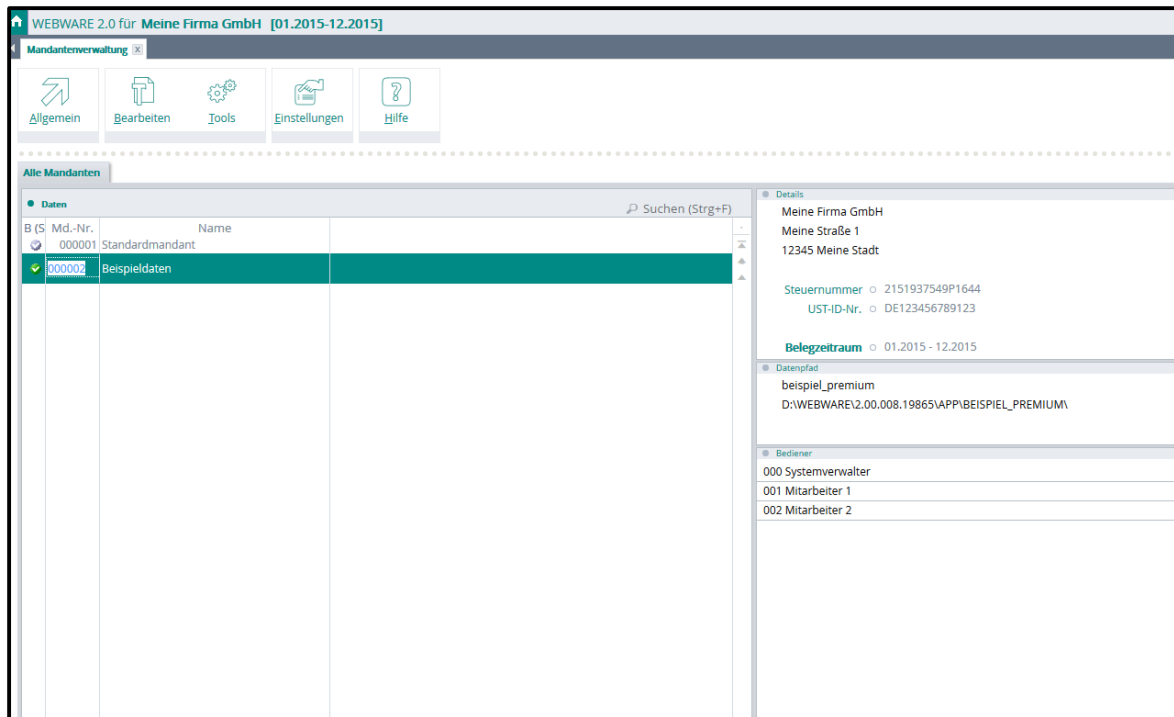 WEBWARE 2.0 für Meine Firma GmbH [01.2015-12.2015]
Mandantenverwaltung x
Allgemein Bearbeiten Tools Einstellungen Hilfe
Alle Mandanten
Daten
Suchen (Strg+F)
B (S Md.-Nr. Name
000001 Standardmandant
000002 Beispieldaten
Details
Meine Firma GmbH
Meine Straße 1
12345 Meine Stadt
Steuernummer 2151937549P1644
UST-ID-Nr. DE123456789123
Belegzeitraum 01.2015 - 12.2015
Datenpfad
beispiel_premium
D:\WEBWARE\2.00.008.19865\APP\BEISPIEL_PREMIUM\
Bediener
000 Systemverwalter
001 Mitarbeiter 1
002 Mitarbeiter 2